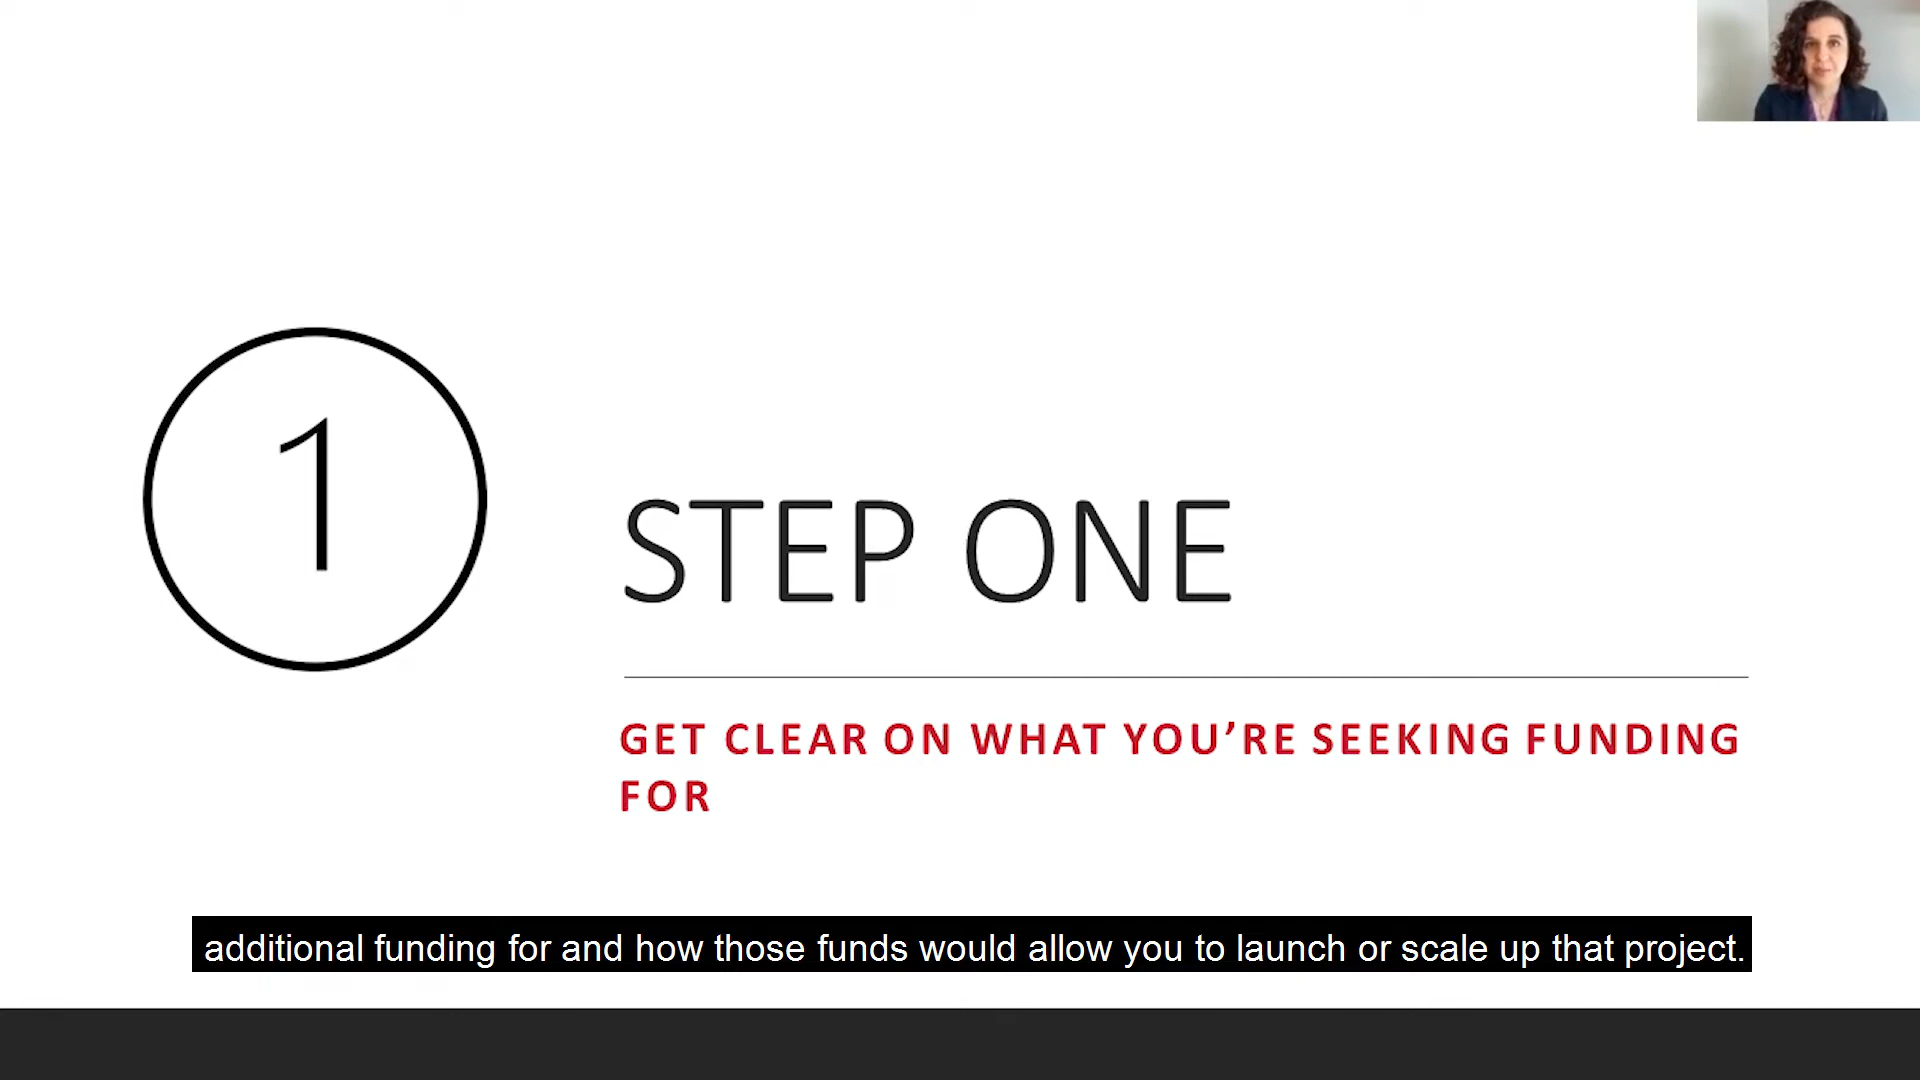 1
STEP ONE
GET CLEAR ON WHAT YOU’RE SEEKING FUNDING
FOR
additional funding for and how those funds would allow you to launch or scale up that project.